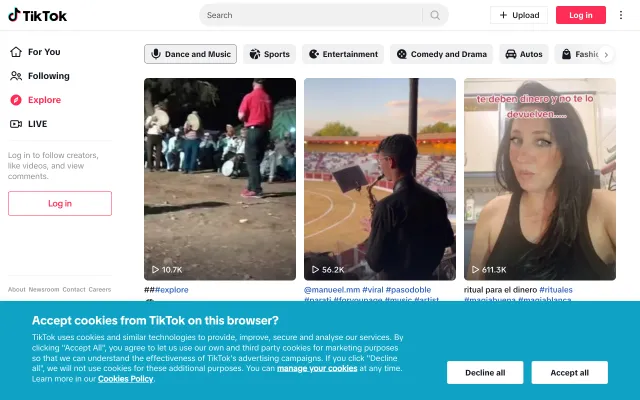 TikTok
Search
Upload
Log in
For You
Following
Explore
LIVE
Log in to follow creators,
like videos, and view
comments.
Log in
About Newsroom Contact Careers
Dance and Music
Sports
Entertainment
Comedy and Drama
Autos
Fashio
10.7K
###explore
56.2K
@manueel.mm #viral #pasodoble
#parati #foryoupage #music #artist
te deben dinero y no te lo
devuelven.....
611.3K
ritual para el dinero #rituales
#magiabuena #magiablanca
Accept cookies from TikTok on this browser?
TikTok uses cookies and similar technologies to provide, improve, secure and analyse our services. By
clicking "Accept All", you agree to let us use our own and third party cookies for marketing purposes
so that we can understand the effectiveness of TikTok's advertising campaigns. If you click "Decline
all", we will not use cookies for these additional purposes. You can manage your cookies at any time.
Learn more in our Cookies Policy.
Decline all
Accept all